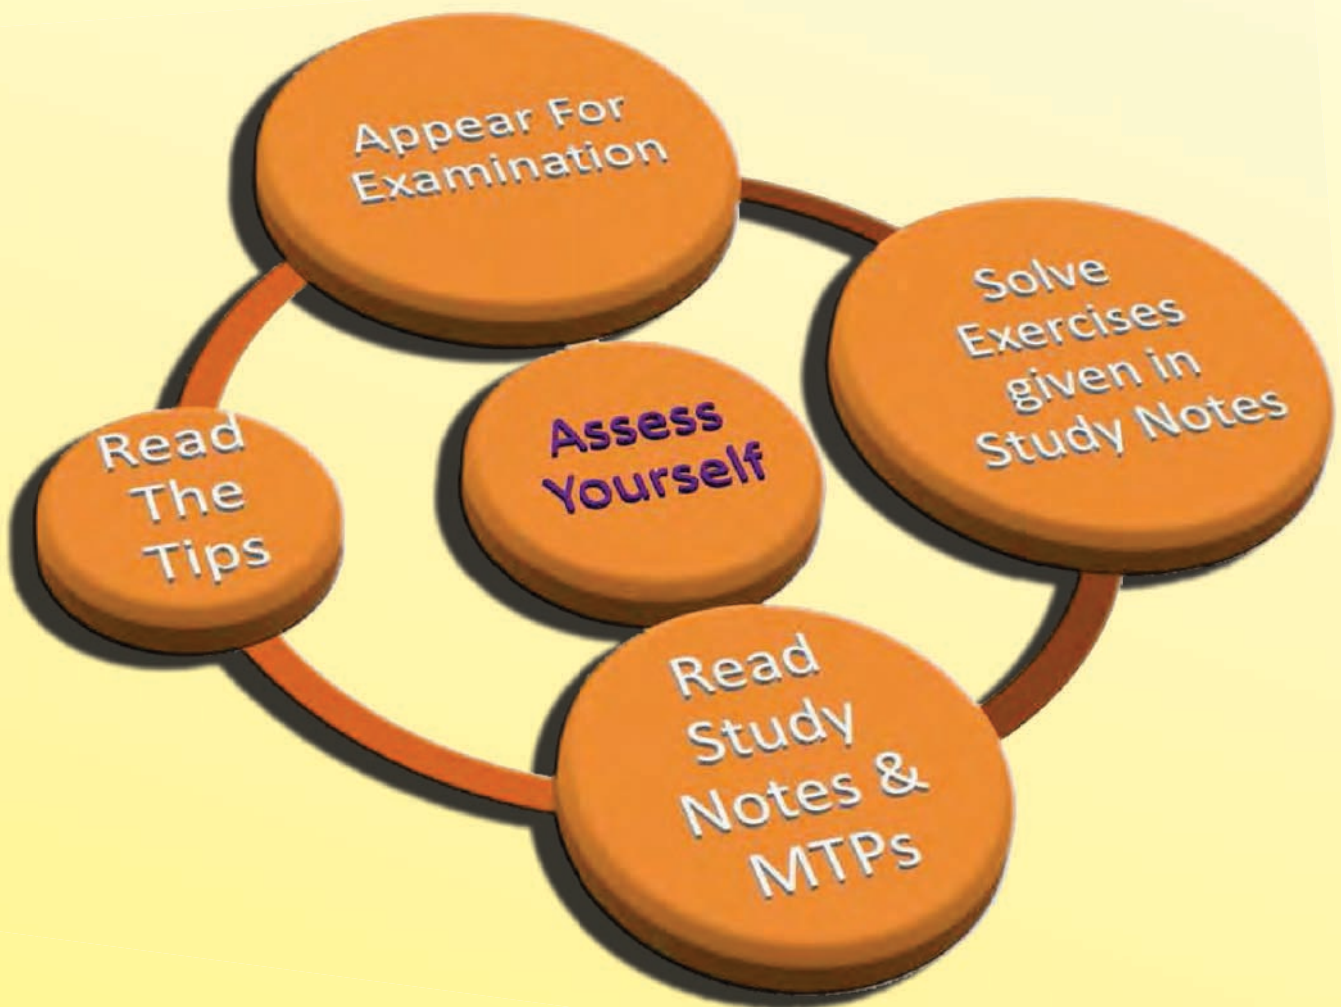 Appear For
Examination
Solve
Exercises
given in
Study Notes
Assess
Yourself
Read
The
Tips
Read
Study
Notes &
MTPs